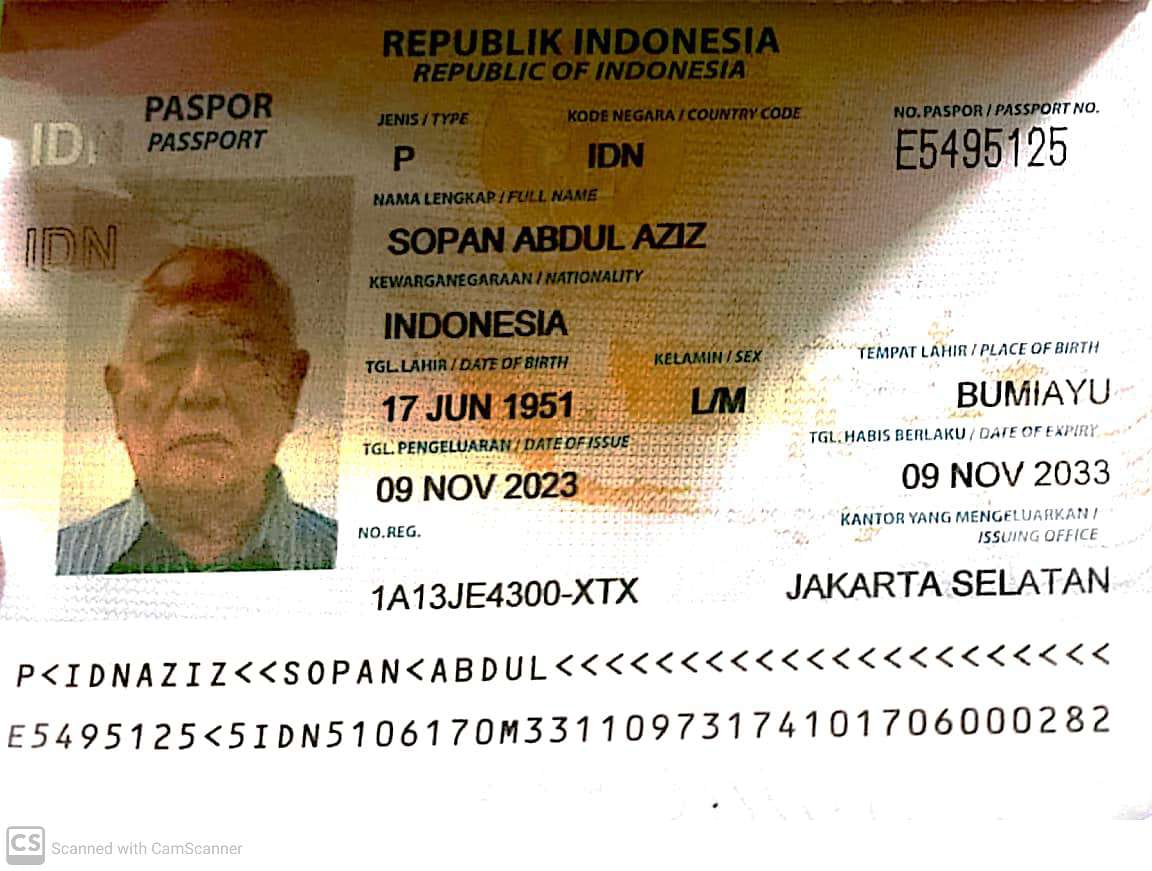 REPUBLIK INDONESIA
REPUBLIC OF INDONESIA
PASPOR
PASSPORT
IDN
IDN
JENIS / TYPE
KODE NEGARA / COUNTRY CODE
NO. PASPOR / PASSPORT NO.
P
IDN
E5495125
NAMA LENGKAP / FULL NAME
SOPAN ABDUL AZIZ
KEWARGANEGARAAN / NATIONALITY
INDONESIA
TGL. LAHIR / DATE OF BIRTH
KELAMIN / SEX
TEMPAT LAHIR / PLACE OF BIRTH
17 JUN 1951
L/M
BUMIAYU
TGL. PENGELUARAN / DATE OF ISSUE
TGL. HABIS BERLAKU / DATE OF EXPIRY
09 NOV 2023
09 NOV 2033
NO. REG.
KANTOR YANG MENGELUARKAN /
ISSUING OFFICE
1A13JE4300-XTX
JAKARTA SELATAN
P<IDNAZIZ<<SOPAN<ABDUL<<<<<<<<<<<<<<<<<<<<<<
E5495125<5IDN5106170M3311097317410170600028​2
CS Scanned with CamScanner